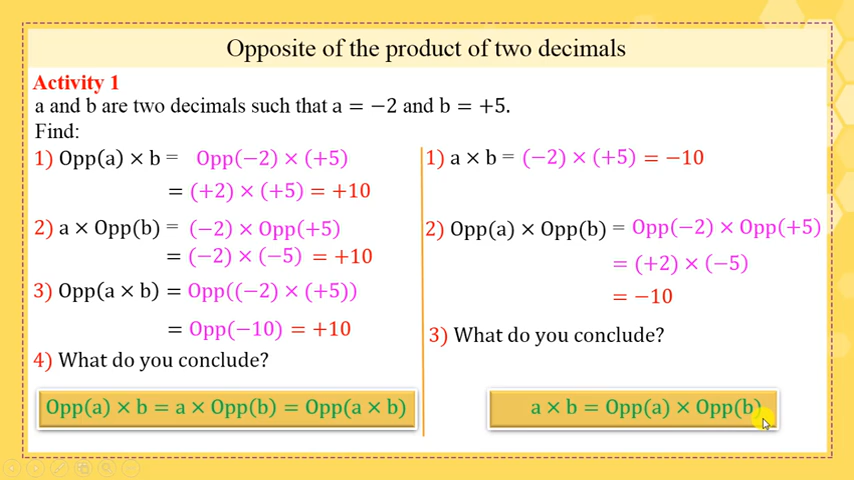 Opposite of the product of two decimals
Activity 1
a and b are two decimals such that a = −2 and b = +5.
Find:
1) Opp(a) × b = Opp(−2) × (+5)
= (+2) × (+5) = +10
2) a × Opp(b) = (−2) × Opp(+5)
= (−2) × (−5) = +10
3) Opp(a × b) = Opp((−2) × (+5))
= Opp(−10) = +10
4) What do you conclude?
Opp(a) × b = a × Opp(b) = Opp(a × b)
1) a × b = (−2) × (+5) = −10
2) Opp(a) × Opp(b) = Opp(−2) × Opp(+5)
= (+2) × (−5)
= −10
3) What do you conclude?
a × b = Opp(a) × Opp(b)